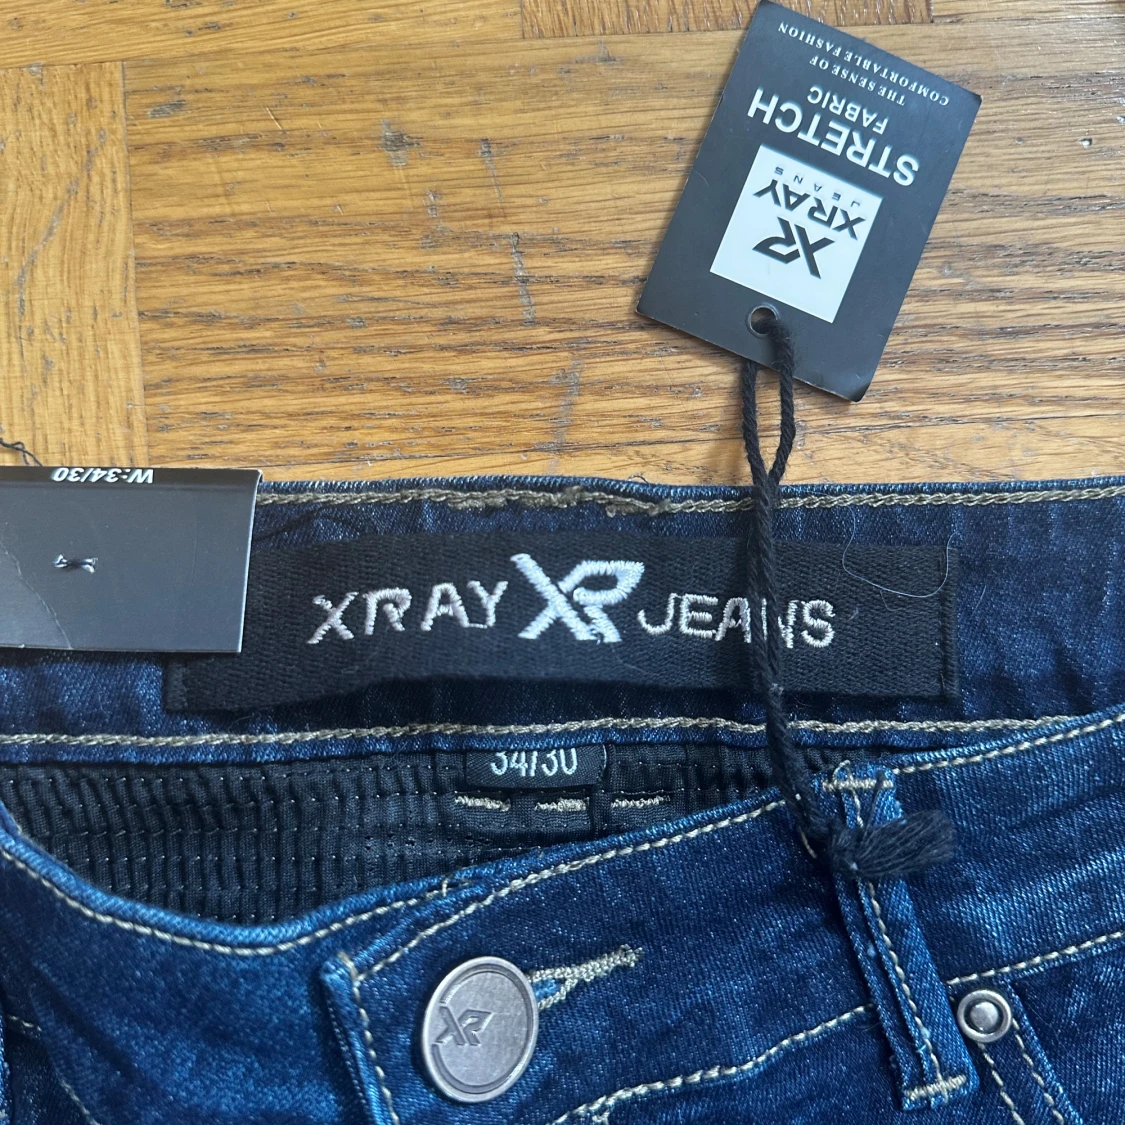 XR
XRAY
JEANS
STRETCH
FABRIC
THE SENSE OF
COMFORTABLE FASHION
W:34/30
XRAY XR JEANS
34/30
XR